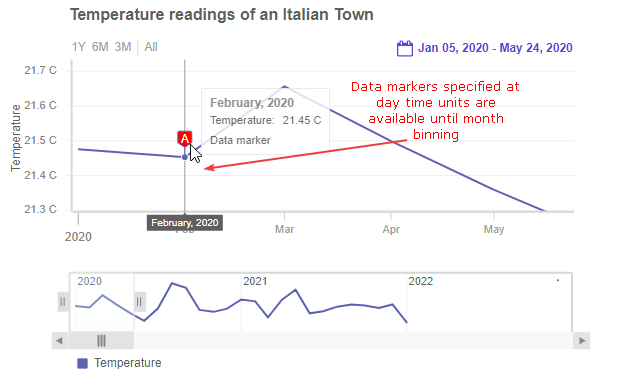 Temperature readings of an Italian Town
1Y 6M 3M All
Jan 05, 2020 - May 24, 2020
21.7 C
21.6 C
21.5 C
21.4 C
21.3 C
Temperature
Data markers specified at
day time units are
available until month
binning
February, 2020
Temperature: 21.45 C
Data marker
A
February, 2020
Mar
Apr
May
2020
2020
2021
2022
Temperature